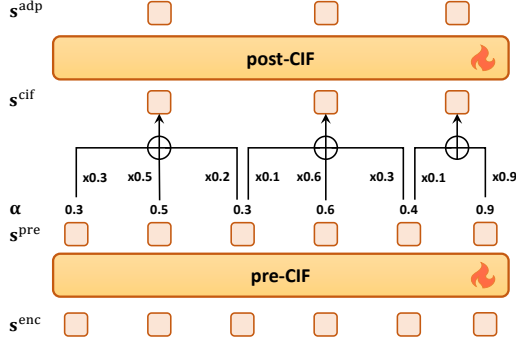 s^adp
post-CIF
s^cif
x0.3 x0.5 x0.2 x0.1 x0.6 x0.3 x0.1 x0.9
α 0.3 0.5 0.3 0.6 0.4 0.9
s^pre
pre-CIF
s^enc